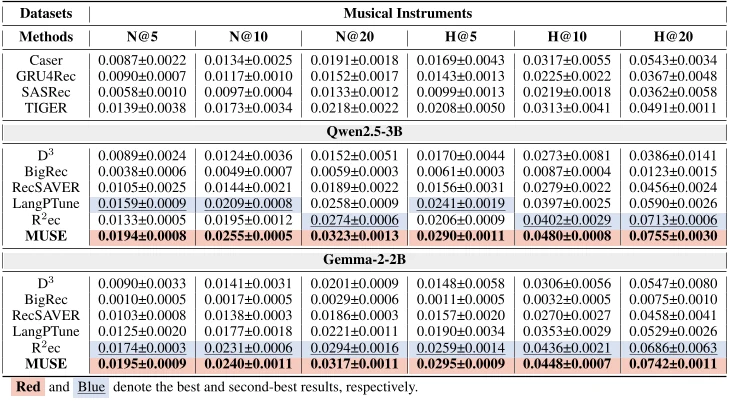 Datasets Musical Instruments
Methods N@5 N@10 N@20 H@5 H@10 H@20
Caser 0.0087±0.0022 0.0134±0.0025 0.0191±0.0018 0.0169±0.0043 0.0317±0.0055 0.0543±0.0034
GRU4Rec 0.0090±0.0007 0.0117±0.0010 0.0152±0.0017 0.0143±0.0013 0.0225±0.0022 0.0367±0.0048
SASRec 0.0058±0.0010 0.0097±0.0004 0.0133±0.0012 0.0099±0.0013 0.0219±0.0018 0.0362±0.0058
TIGER 0.0139±0.0038 0.0173±0.0034 0.0218±0.0022 0.0208±0.0050 0.0313±0.0041 0.0491±0.0011
Qwen2.5-3B
D³ 0.0089±0.0024 0.0124±0.0036 0.0152±0.0051 0.0170±0.0044 0.0273±0.0081 0.0386±0.0141
BigRec 0.0038±0.0006 0.0049±0.0007 0.0059±0.0003 0.0061±0.0003 0.0087±0.0004 0.0123±0.0015
RecSAVER 0.0105±0.0025 0.0144±0.0021 0.0189±0.0022 0.0156±0.0031 0.0279±0.0022 0.0456±0.0024
LangPTune 0.0159±0.0009 0.0209±0.0008 0.0258±0.0009 0.0241±0.0019 0.0397±0.0025 0.0590±0.0026
R²ec 0.0133±0.0005 0.0195±0.0012 0.0274±0.0006 0.0206±0.0009 0.0402±0.0029 0.0713±0.0006
MUSE 0.0194±0.0008 0.0255±0.0005 0.0323±0.0013 0.0290±0.0011 0.0480±0.0008 0.0755±0.0030
Gemma-2-2B
D³ 0.0090±0.0033 0.0141±0.0031 0.0201±0.0009 0.0148±0.0058 0.0306±0.0056 0.0547±0.0080
BigRec 0.0010±0.0005 0.0017±0.0005 0.0029±0.0006 0.0011±0.0005 0.0032±0.0005 0.0075±0.0010
RecSAVER 0.0103±0.0008 0.0138±0.0003 0.0186±0.0003 0.0157±0.0020 0.0270±0.0027 0.0458±0.0041
LangPTune 0.0125±0.0020 0.0177±0.0018 0.0221±0.0011 0.0190±0.0034 0.0353±0.0029 0.0529±0.0026
R²ec 0.0174±0.0003 0.0231±0.0006 0.0294±0.0016 0.0259±0.0014 0.0436±0.0021 0.0686±0.0063
MUSE 0.0195±0.0009 0.0240±0.0011 0.0317±0.0011 0.0295±0.0009 0.0448±0.0007 0.0742±0.0011
Red and Blue denote the best and second-best results, respectively.